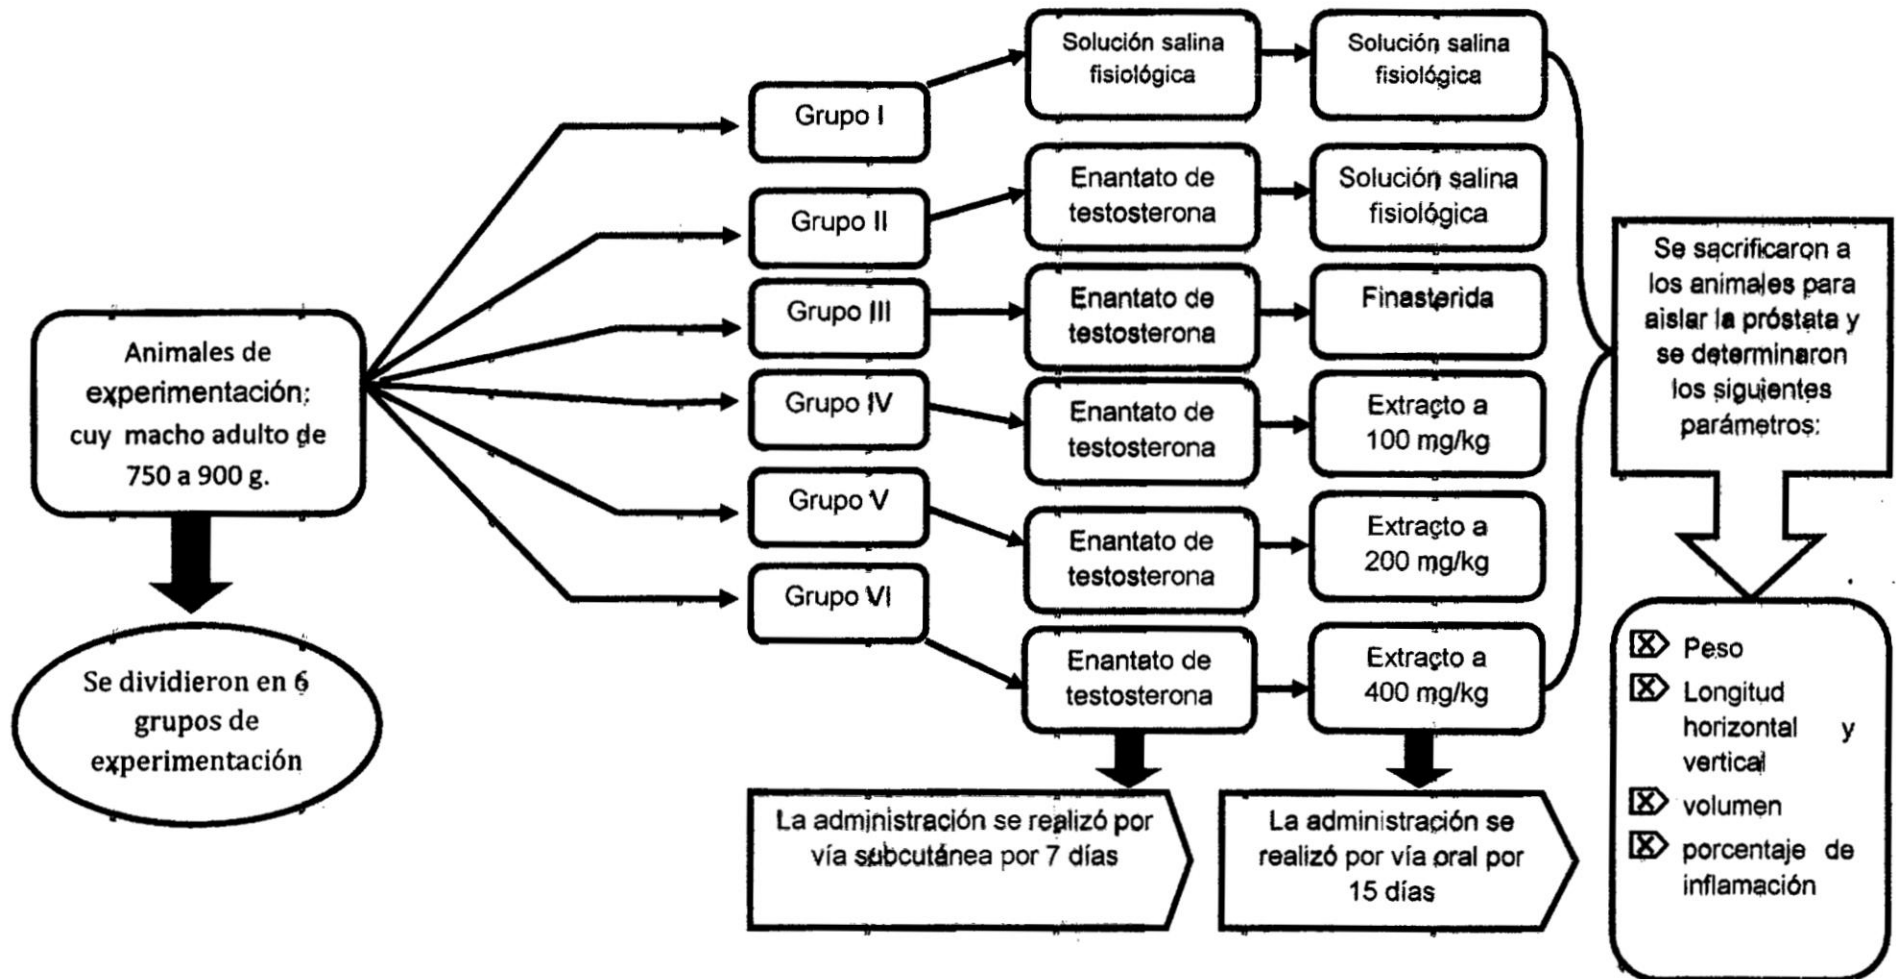 Animales de
experimentación:
cuy macho adulto de
750 a 900 g.
Se dividieron en 6
grupos de
experimentación
Grupo I
Grupo II
Grupo III
Grupo IV
Grupo V
Grupo VI
Solución salina
fisiológica
Enantato de
testosterona
Enantato de
testosterona
Enantato de
testosterona
Enantato de
testosterona
Enantato de
testosterona
La administración se realizó por
vía subcutánea por 7 días
Solución salina
fisiológica
Solución salina
fisiológica
Finasterida
Extracto a
100 mg/kg
Extracto a
200 mg/kg
Extracto a
400 mg/kg
La administración se
realizó por vía oral por
15 días
Se sacrificaron a
los animales para
aislar la próstata y
se determinaron
los siguientes
parámetros:
Peso
Longitud
horizontal y
vertical
volumen
porcentaje de
inflamación